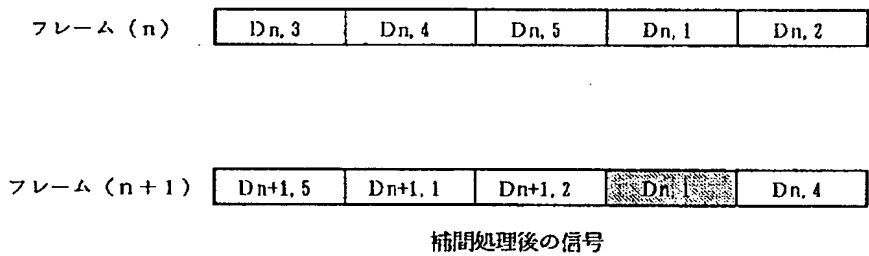 フレーム (n) Dn, 3 Dn, 4 Dn, 5 Dn, 1 Dn, 2
フレーム (n+1) Dn+1, 5 Dn+1, 1 Dn+1, 2 Dn, 1 Dn, 4
補間処理後の信号